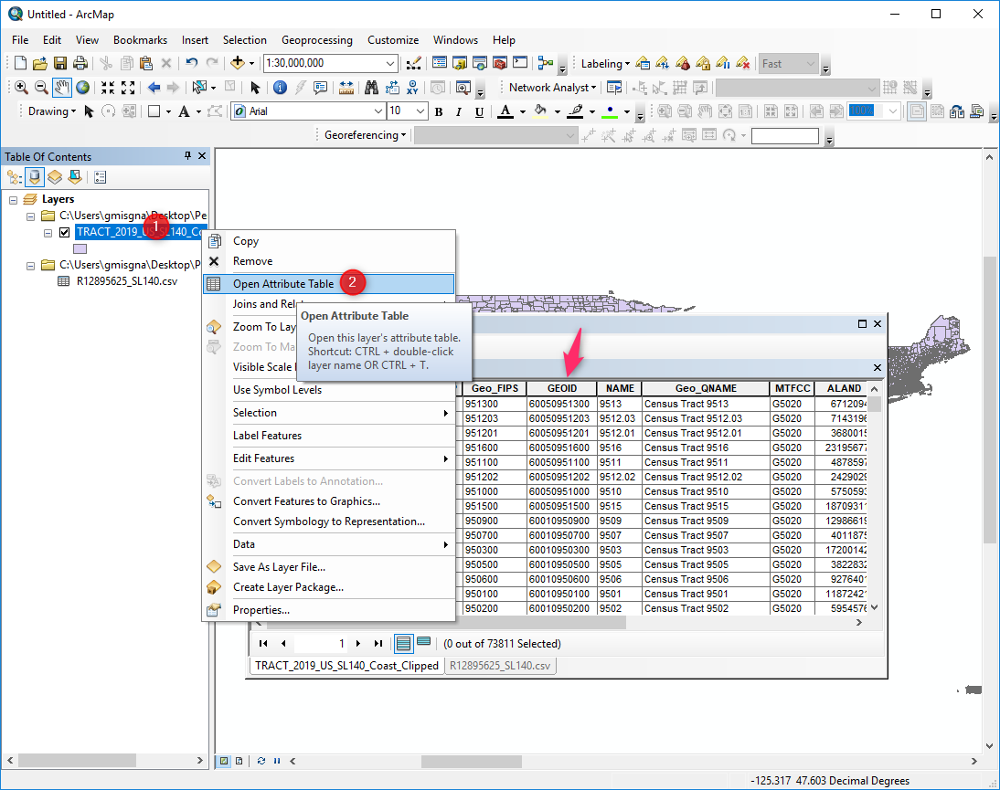 Untitled - ArcMap
File Edit View Bookmarks Insert Selection Geoprocessing Customize Windows Help
1:30,000,000 Labeling Fast
Network Analyst
Drawing A Arial 10 B I U A 100%
Georeferencing
Table Of Contents
Layers
C:\Users\gmisgna\Desktop\Pe
TRACT_2019_US_SL140_Co
1
C:\Users\gmisgna\Desktop\P
R12895625_SL140.csv
Copy
Remove
Open Attribute Table 2
Joins and Rel
Zoom To Lay
Zoom To Ma
Visible Scale
Use Symbol Levels
Selection
Label Features
Edit Features
Convert Labels to Annotation...
Convert Features to Graphics...
Convert Symbology to Representation...
Data
Save As Layer File...
Create Layer Package...
Properties...
Open Attribute Table
Open this layer's attribute table.
Shortcut: CTRL + double-click
layer name OR CTRL + T.
Geo_FIPS GEOID NAME Geo_QNAME MTFCC ALAND
951300 60050951300 9513 Census Tract 9513 G5020 6712094
951203 60050951203 9512.03 Census Tract 9512.03 G5020 7143196
951201 60050951201 9512.01 Census Tract 9512.01 G5020 3680015
951600 60050951600 9516 Census Tract 9516 G5020 23195677
951100 60050951100 9511 Census Tract 9511 G5020 4878597
951202 60050951202 9512.02 Census Tract 9512.02 G5020 2429029
951000 60050951000 9510 Census Tract 9510 G5020 5750593
951500 60050951500 9515 Census Tract 9515 G5020 18709311
950900 60010950900 9509 Census Tract 9509 G5020 12986619
950700 60010950700 9507 Census Tract 9507 G5020 4011875
950300 60010950300 9503 Census Tract 9503 G5020 17200142
950500 60010950500 9505 Census Tract 9505 G5020 3822832
950600 60010950600 9506 Census Tract 9506 G5020 9276401
950100 60010950100 9501 Census Tract 9501 G5020 11872421
950200 60010950200 9502 Census Tract 9502 G5020 5954576
1 (0 out of 73811 Selected)
TRACT_2019_US_SL140_Coast_Clipped R12895625_SL140.csv
-125.317 47.603 Decimal Degrees